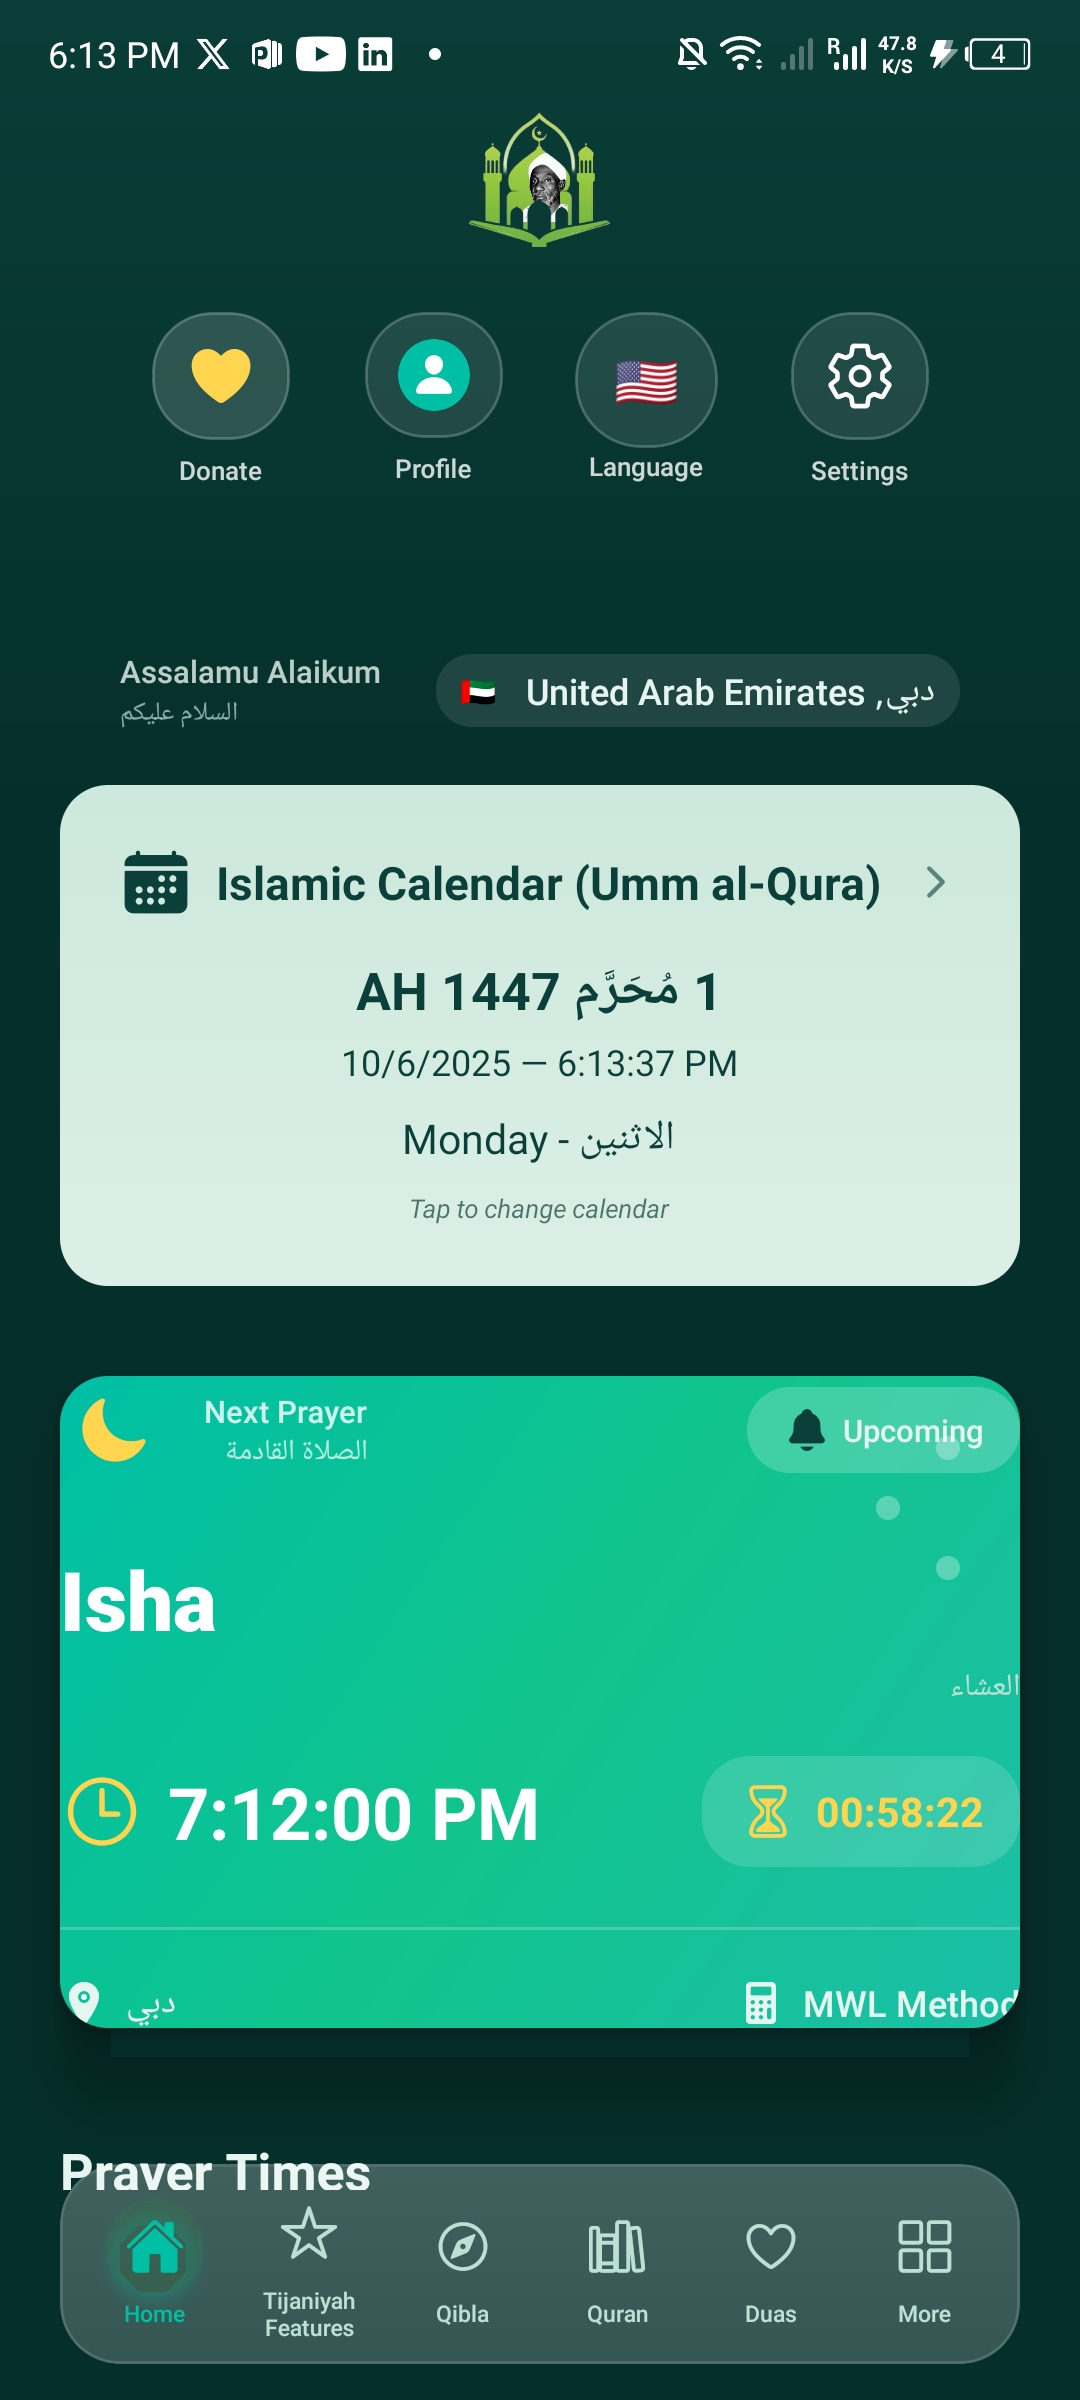 6:13 PM
R 47.8 K/S 4
Donate
Profile
Language
Settings
Assalamu Alaikum
السلام عليكم
United Arab Emirates ,دبي
Islamic Calendar (Umm al-Qura)
1 مُحَرَّم 1447 AH
10/6/2025 — 6:13:37 PM
Monday - الاثنين
Tap to change calendar
Next Prayer
الصلاة القادمة
Upcoming
Isha
العشاء
7:12:00 PM
00:58:22
دبي
MWL Method
Prayer Times
Home
Tijaniyah
Features
Qibla
Quran
Duas
More